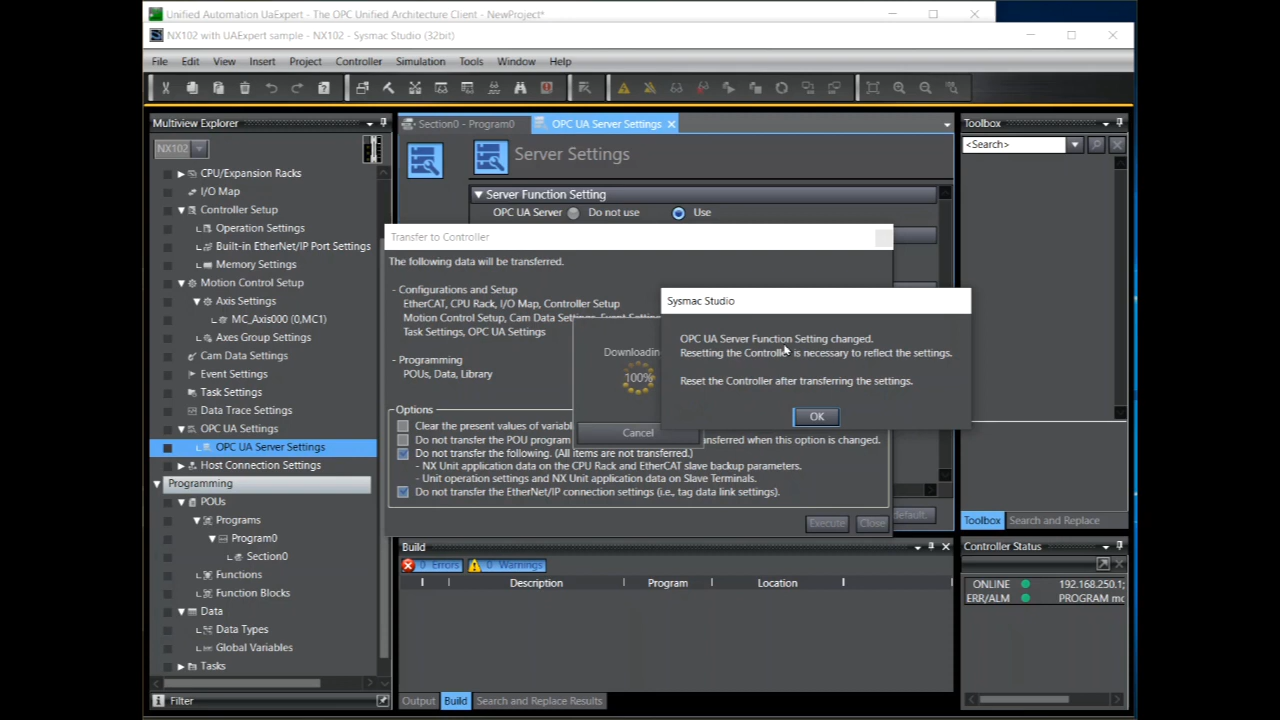 Unified Automation UaExpert - The OPC Unified Architecture Client - NewProject*
NX102 with UAExpert sample - NX102 - Sysmac Studio (32bit)
File Edit View Insert Project Controller Simulation Tools Window Help
Multiview Explorer
NX102
CPU/Expansion Racks
I/O Map
Controller Setup
Operation Settings
Built-in EtherNet/IP Port Settings
Memory Settings
Motion Control Setup
Axis Settings
MC_Axis000 (0,MC1)
Axes Group Settings
Cam Data Settings
Event Settings
Task Settings
Data Trace Settings
OPC UA Settings
OPC UA Server Settings
Host Connection Settings
Programming
POUs
Programs
Program0
Section0
Functions
Function Blocks
Data
Data Types
Global Variables
Tasks
Filter
Section0 - Program0
OPC UA Server Settings
Server Settings
Server Function Setting
OPC UA Server Do not use Use
Transfer to Controller
The following data will be transferred.
- Configurations and Setup
EtherCAT, CPU Rack, I/O Map, Controller Setup
Motion Control Setup, Cam Data Settings, Event Settings
Task Settings, OPC UA Settings
- Programming
POUs, Data, Library
Options
Clear the present values of variabl
Do not transfer the POU program
ansferred when this option is changed.
Do not transfer the following. (All items are not transferred.)
- NX Unit application data on the CPU Rack and EtherCAT slave backup parameters.
- Unit operation settings and NX Unit application data on Slave Terminals.
Do not transfer the EtherNet/IP connection settings (i.e., tag data link settings).
Execute Close
default.
Downloadin
100%
Cancel
Sysmac Studio
OPC UA Server Function Setting changed.
Resetting the Controller is necessary to reflect the settings.
Reset the Controller after transferring the settings.
OK
Build
0 Errors 0 Warnings
! Description Program Location !
Output Build Search and Replace Results
Toolbox
<Search>
Toolbox Search and Replace
Controller Status
ONLINE 192.168.250.1;
ERR/ALM PROGRAM mo